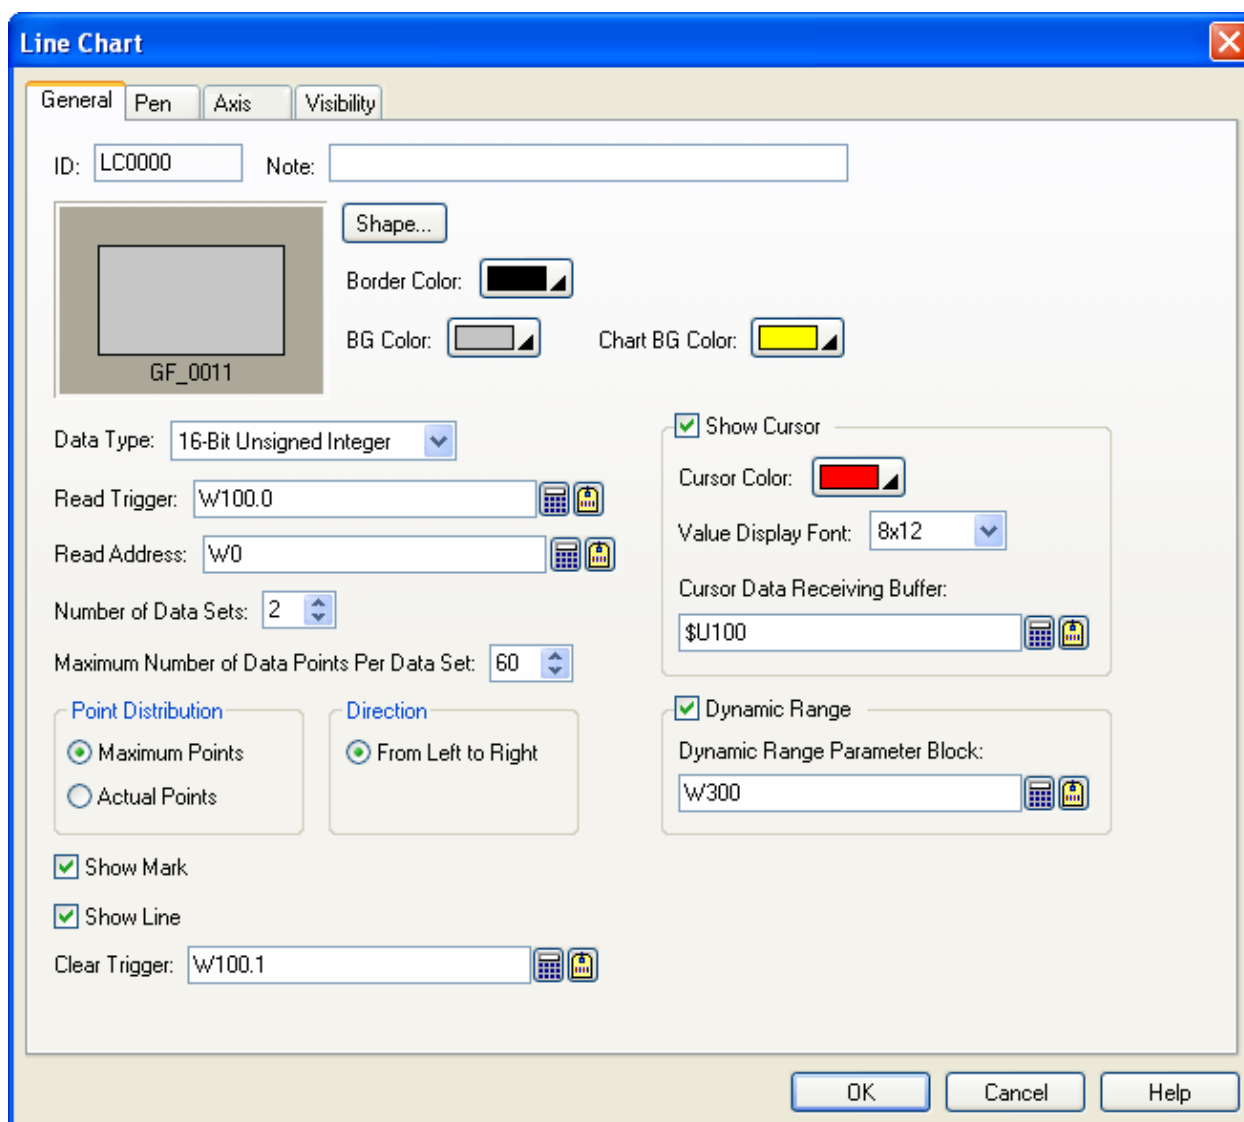 Line Chart
General Pen Axis Visibility
ID: LC0000 Note:
Shape...
Border Color:
BG Color: Chart BG Color:
GF_0011
Data Type: 16-Bit Unsigned Integer
Read Trigger: W100.0
Read Address: W0
Number of Data Sets: 2
Maximum Number of Data Points Per Data Set: 60
Point Distribution
Maximum Points
Actual Points
Direction
From Left to Right
Show Mark
Show Line
Clear Trigger: W100.1
Show Cursor
Cursor Color:
Value Display Font: 8x12
Cursor Data Receiving Buffer:
$U100
Dynamic Range
Dynamic Range Parameter Block:
W300
OK Cancel Help